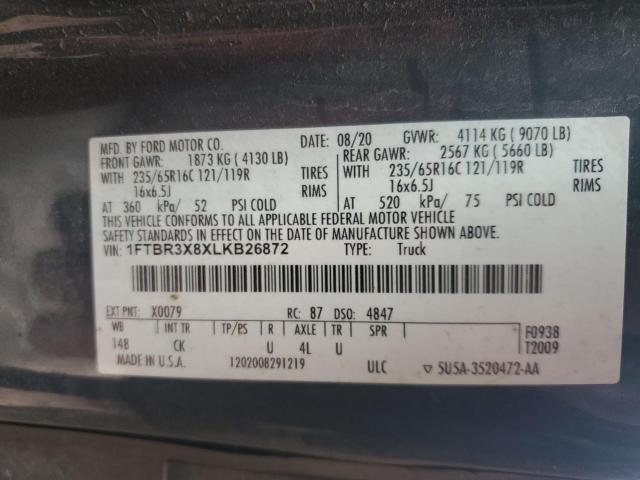 MFD. BY FORD MOTOR CO. DATE: 08/20 GVWR: 4114 KG ( 9070 LB)
FRONT GAWR: 1873 KG ( 4130 LB) REAR GAWR: 2567 KG ( 5660 LB)
WITH 235/65R16C 121/119R TIRES WITH 235/65R16C 121/119R TIRES
16x6.5J RIMS 16x6.5J RIMS
AT 360 kPa/ 52 PSI COLD AT 520 kPa/ 75 PSI COLD
THIS VEHICLE CONFORMS TO ALL APPLICABLE FEDERAL MOTOR VEHICLE
SAFETY STANDARDS IN EFFECT ON THE DATE OF MANUFACTURE SHOWN ABOVE.
VIN: 1FTBR3X8XLKB26872 TYPE: Truck
EXT PNT: X0079 RC: 87 DSO: 4847
WB INT TR TP/PS R AXLE TR SPR F0938
148 CK U 4L U T2009
MADE IN U.S.A. 1202008291219 ULC ▽ SU5A-3520472-AA